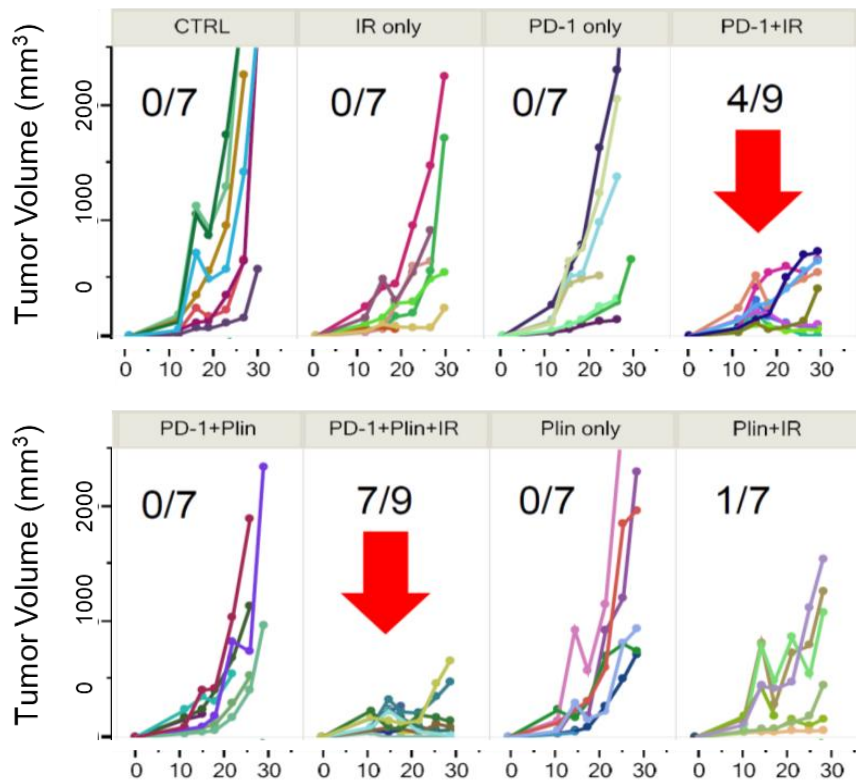 CTRL IR only PD-1 only PD-1+IR
Tumor Volume (mm³)
2000
1000
0
0/7 0/7 0/7 4/9
0 10 20 30 0 10 20 30 0 10 20 30 0 10 20 30
PD-1+Plin PD-1+Plin+IR Plin only Plin+IR
Tumor Volume (mm³)
2000
1000
0
0/7 7/9 0/7 1/7
0 10 20 30 0 10 20 30 0 10 20 30 0 10 20 30